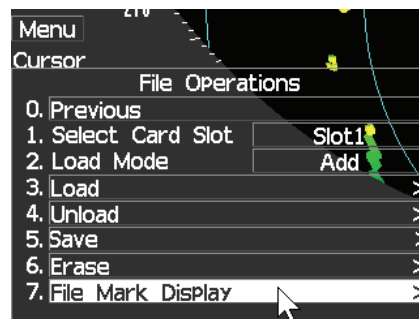 210
Menu
Cursor
File Operations
0. Previous
1. Select Card Slot Slot1
2. Load Mode Add
3. Load >
4. Unload >
5. Save >
6. Erase >
7. File Mark Display >